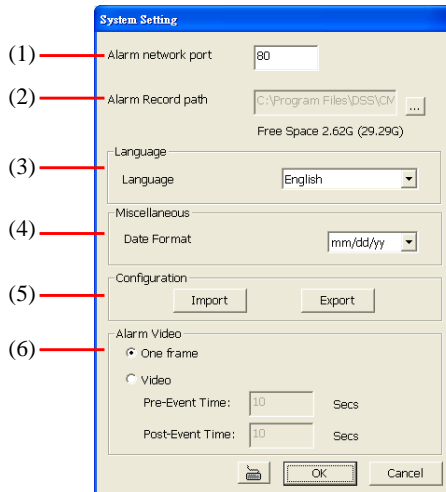 System Setting
(1) Alarm network port 80
(2) Alarm Record path C:\Program Files\DSS\CM ...
Free Space 2.62G (29.29G)
Language
(3) Language English
Miscellaneous
(4) Date Format mm/dd/yy
Configuration
(5) Import Export
Alarm Video
(6) One frame
Video
Pre-Event Time: 10 Secs
Post-Event Time: 10 Secs
OK Cancel